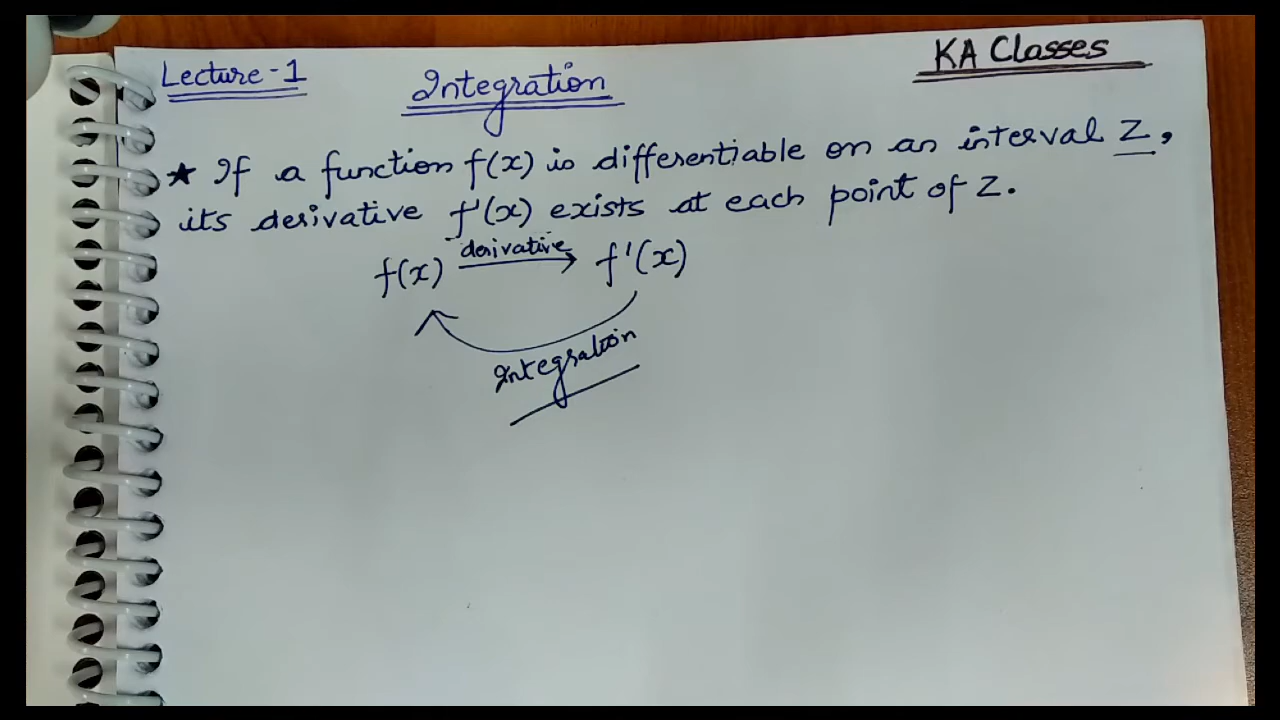 Lecture-1
Integration
KA Classes
★ If a function f(x) is differentiable on an interval Z,
its derivative f'(x) exists at each point of Z.
f(x) derivative→ f'(x)
Integration